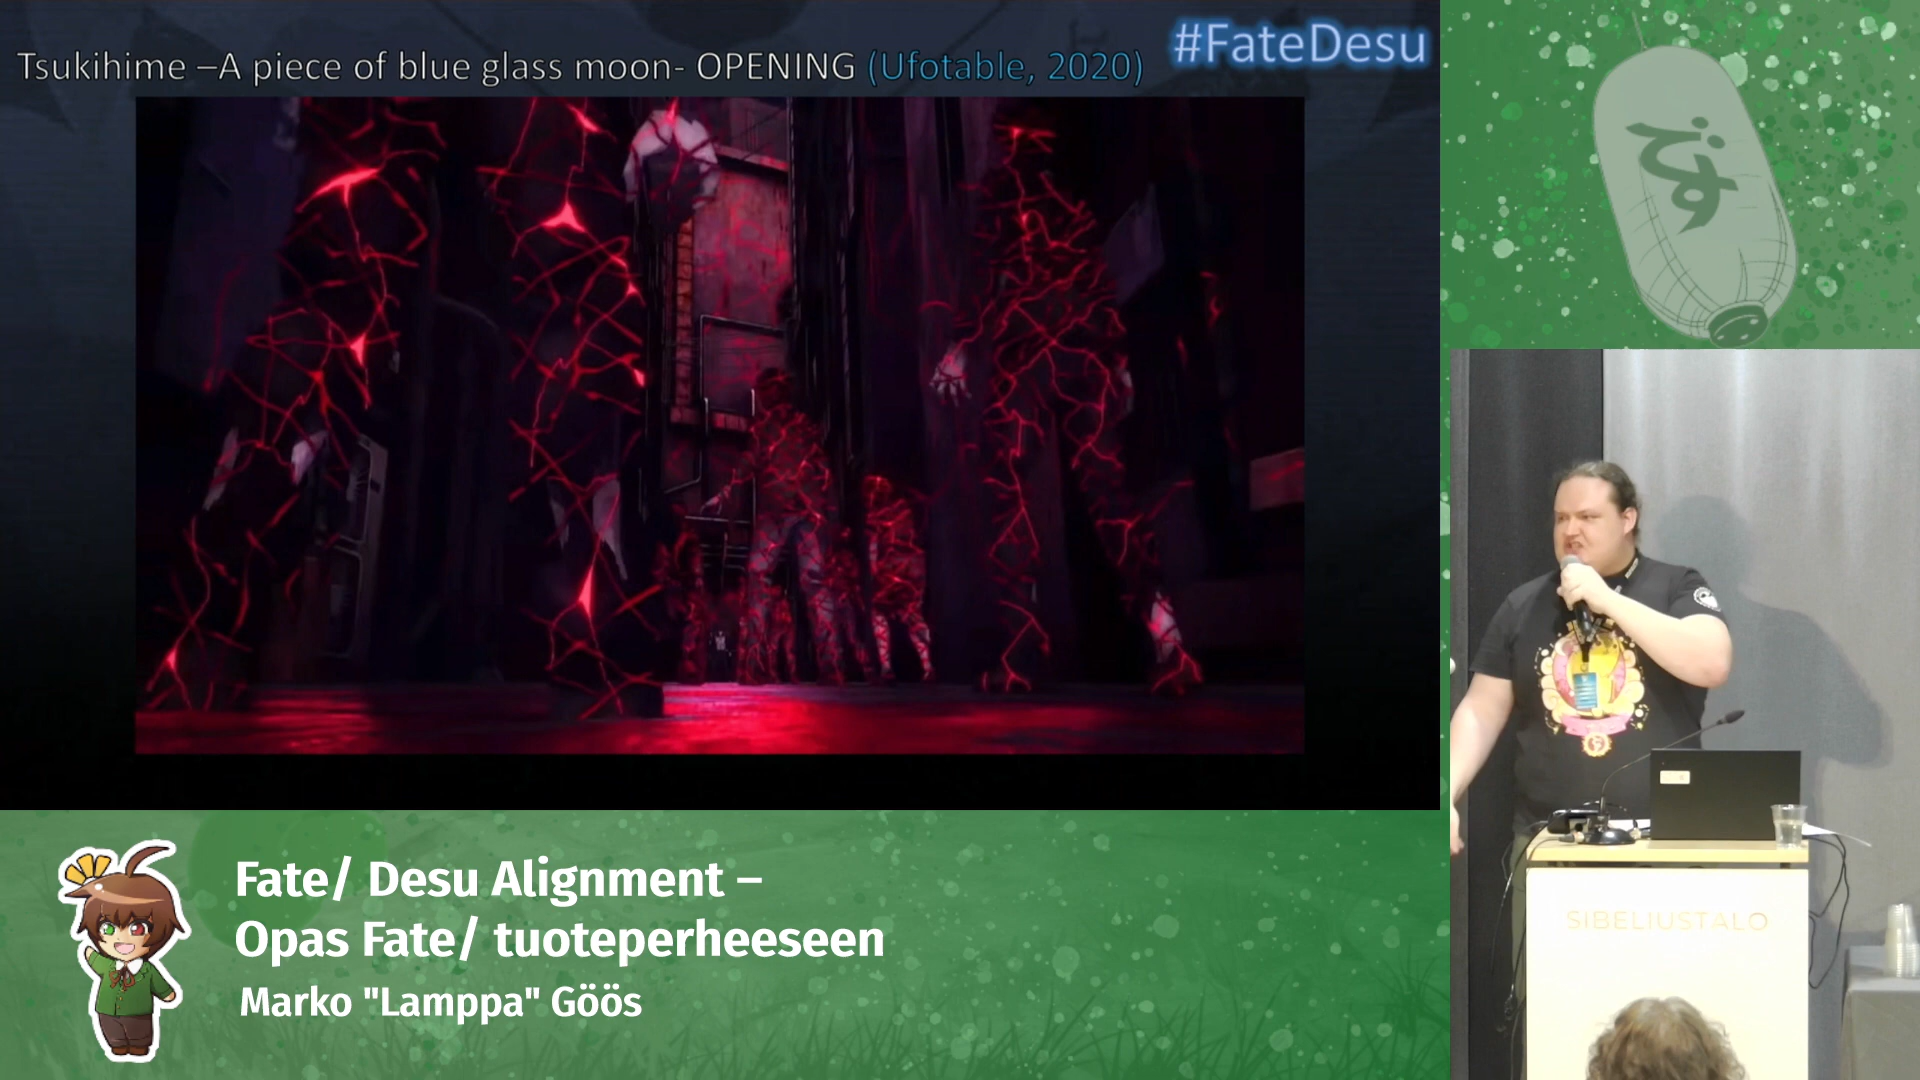 Tsukihime –A piece of blue glass moon- OPENING (Ufotable, 2020)
#FateDesu
Fate/ Desu Alignment –
Opas Fate/ tuoteperheeseen
Marko "Lamppa" Göös
SIBELIUSTALO